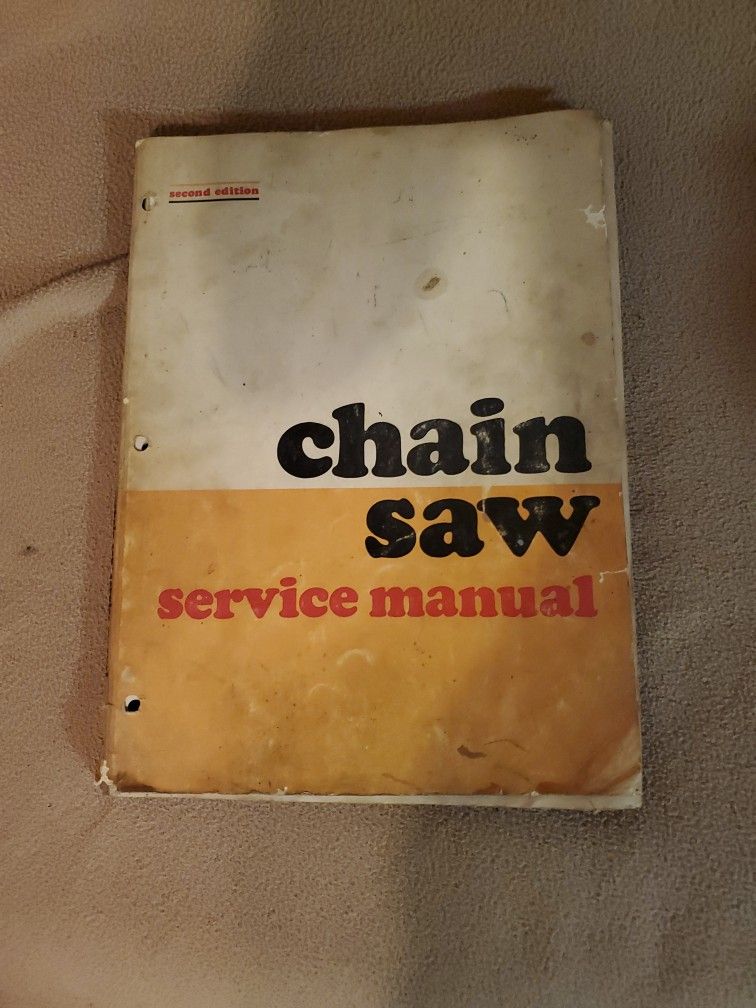 second edition
chain
saw
service manual